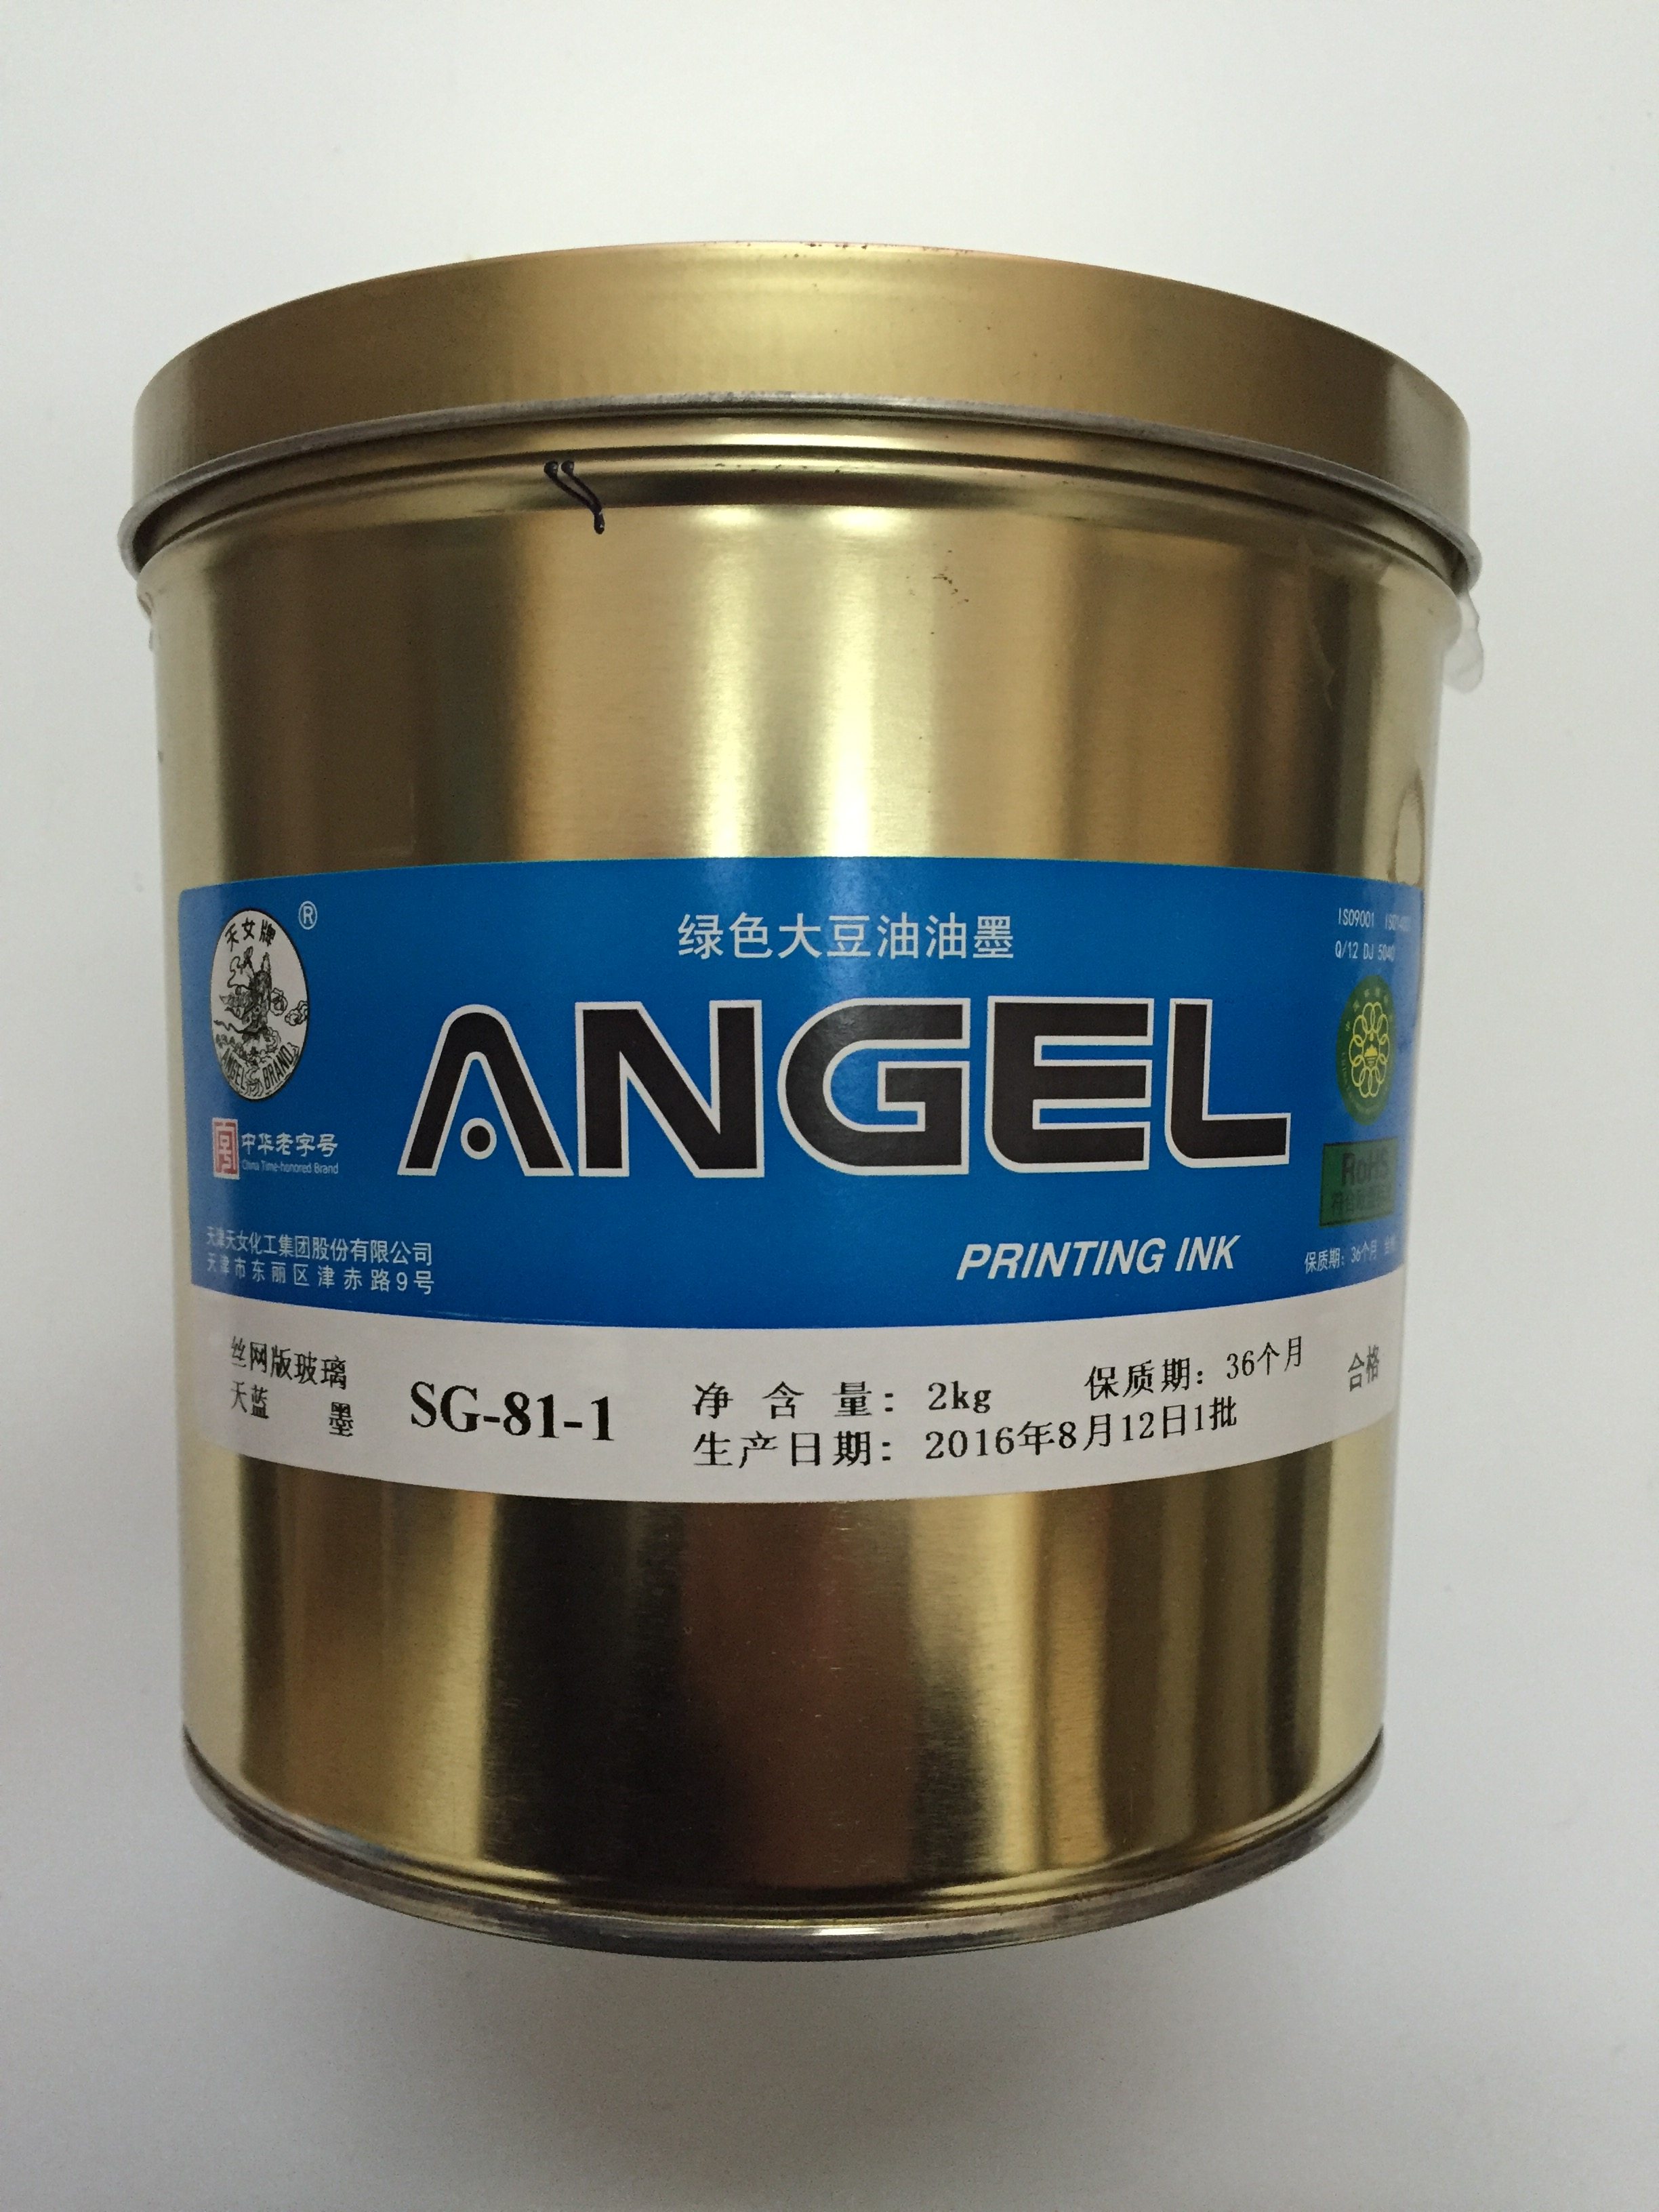 天女牌
ANGEL BRAND
®
中华老字号
China Time-honored Brand
绿色大豆油油墨
ANGEL
PRINTING INK
ISO9001
Q/12 DJ 5040
RoHS
保质期: 36个月
天津天女化工集团股份有限公司
天津市东丽区津赤路9号
丝网版玻璃
天蓝 墨
SG-81-1
净含量: 2kg
保质期: 36个月
生产日期: 2016年8月12日1批
合格